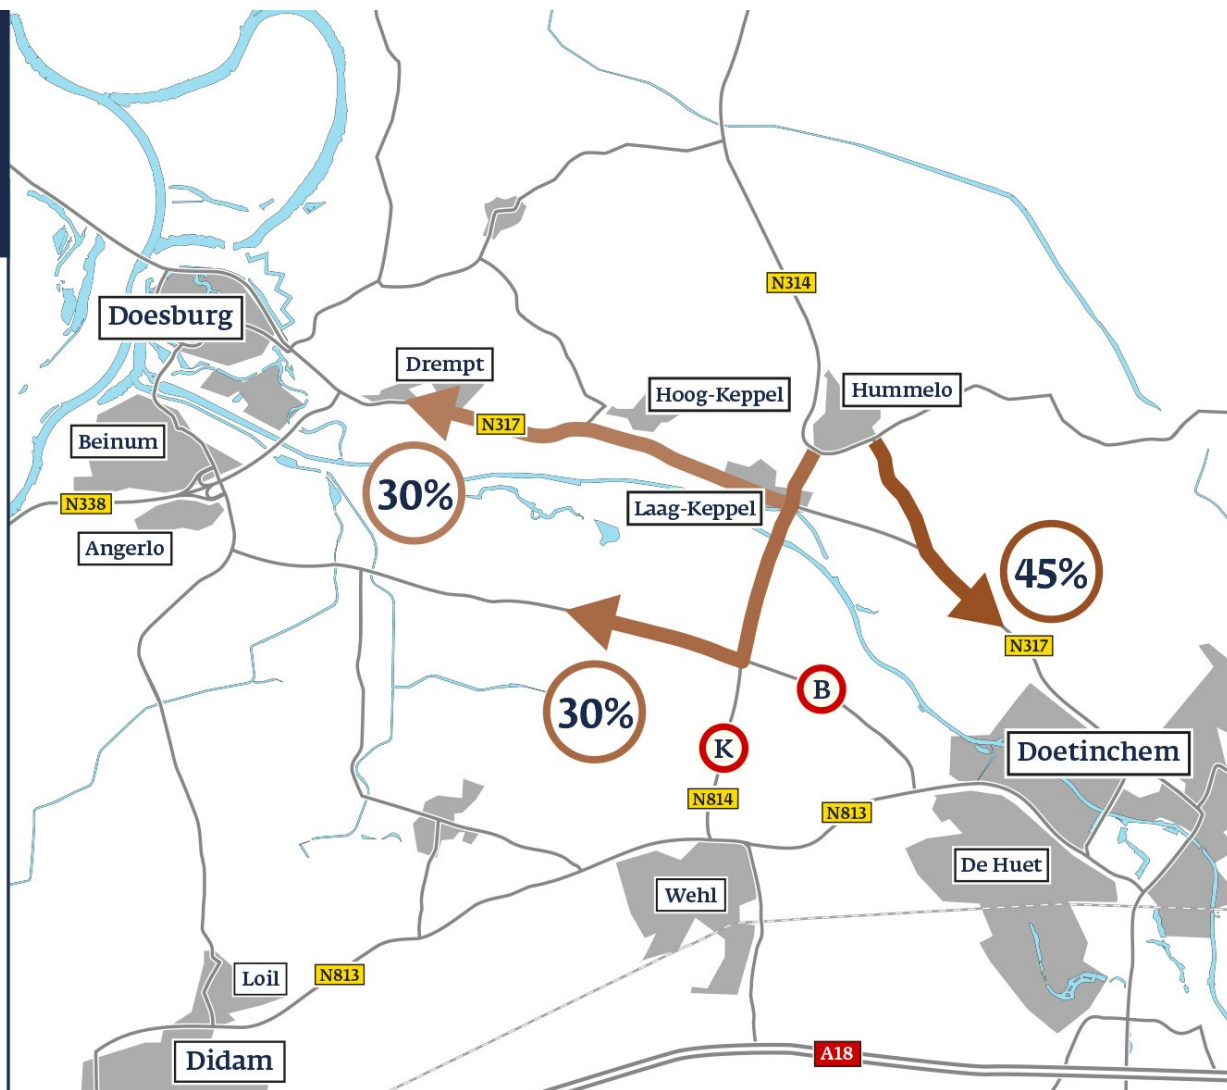 N314
Doesburg
Drempt
Hoog-Keppel
Hummelo
N317
Beinum
30%
N338
Laag-Keppel
Angerlo
45%
N317
30%
B
K
Doetinchem
N814
N813
De Huet
Wehl
Loil
N813
A18
Didam